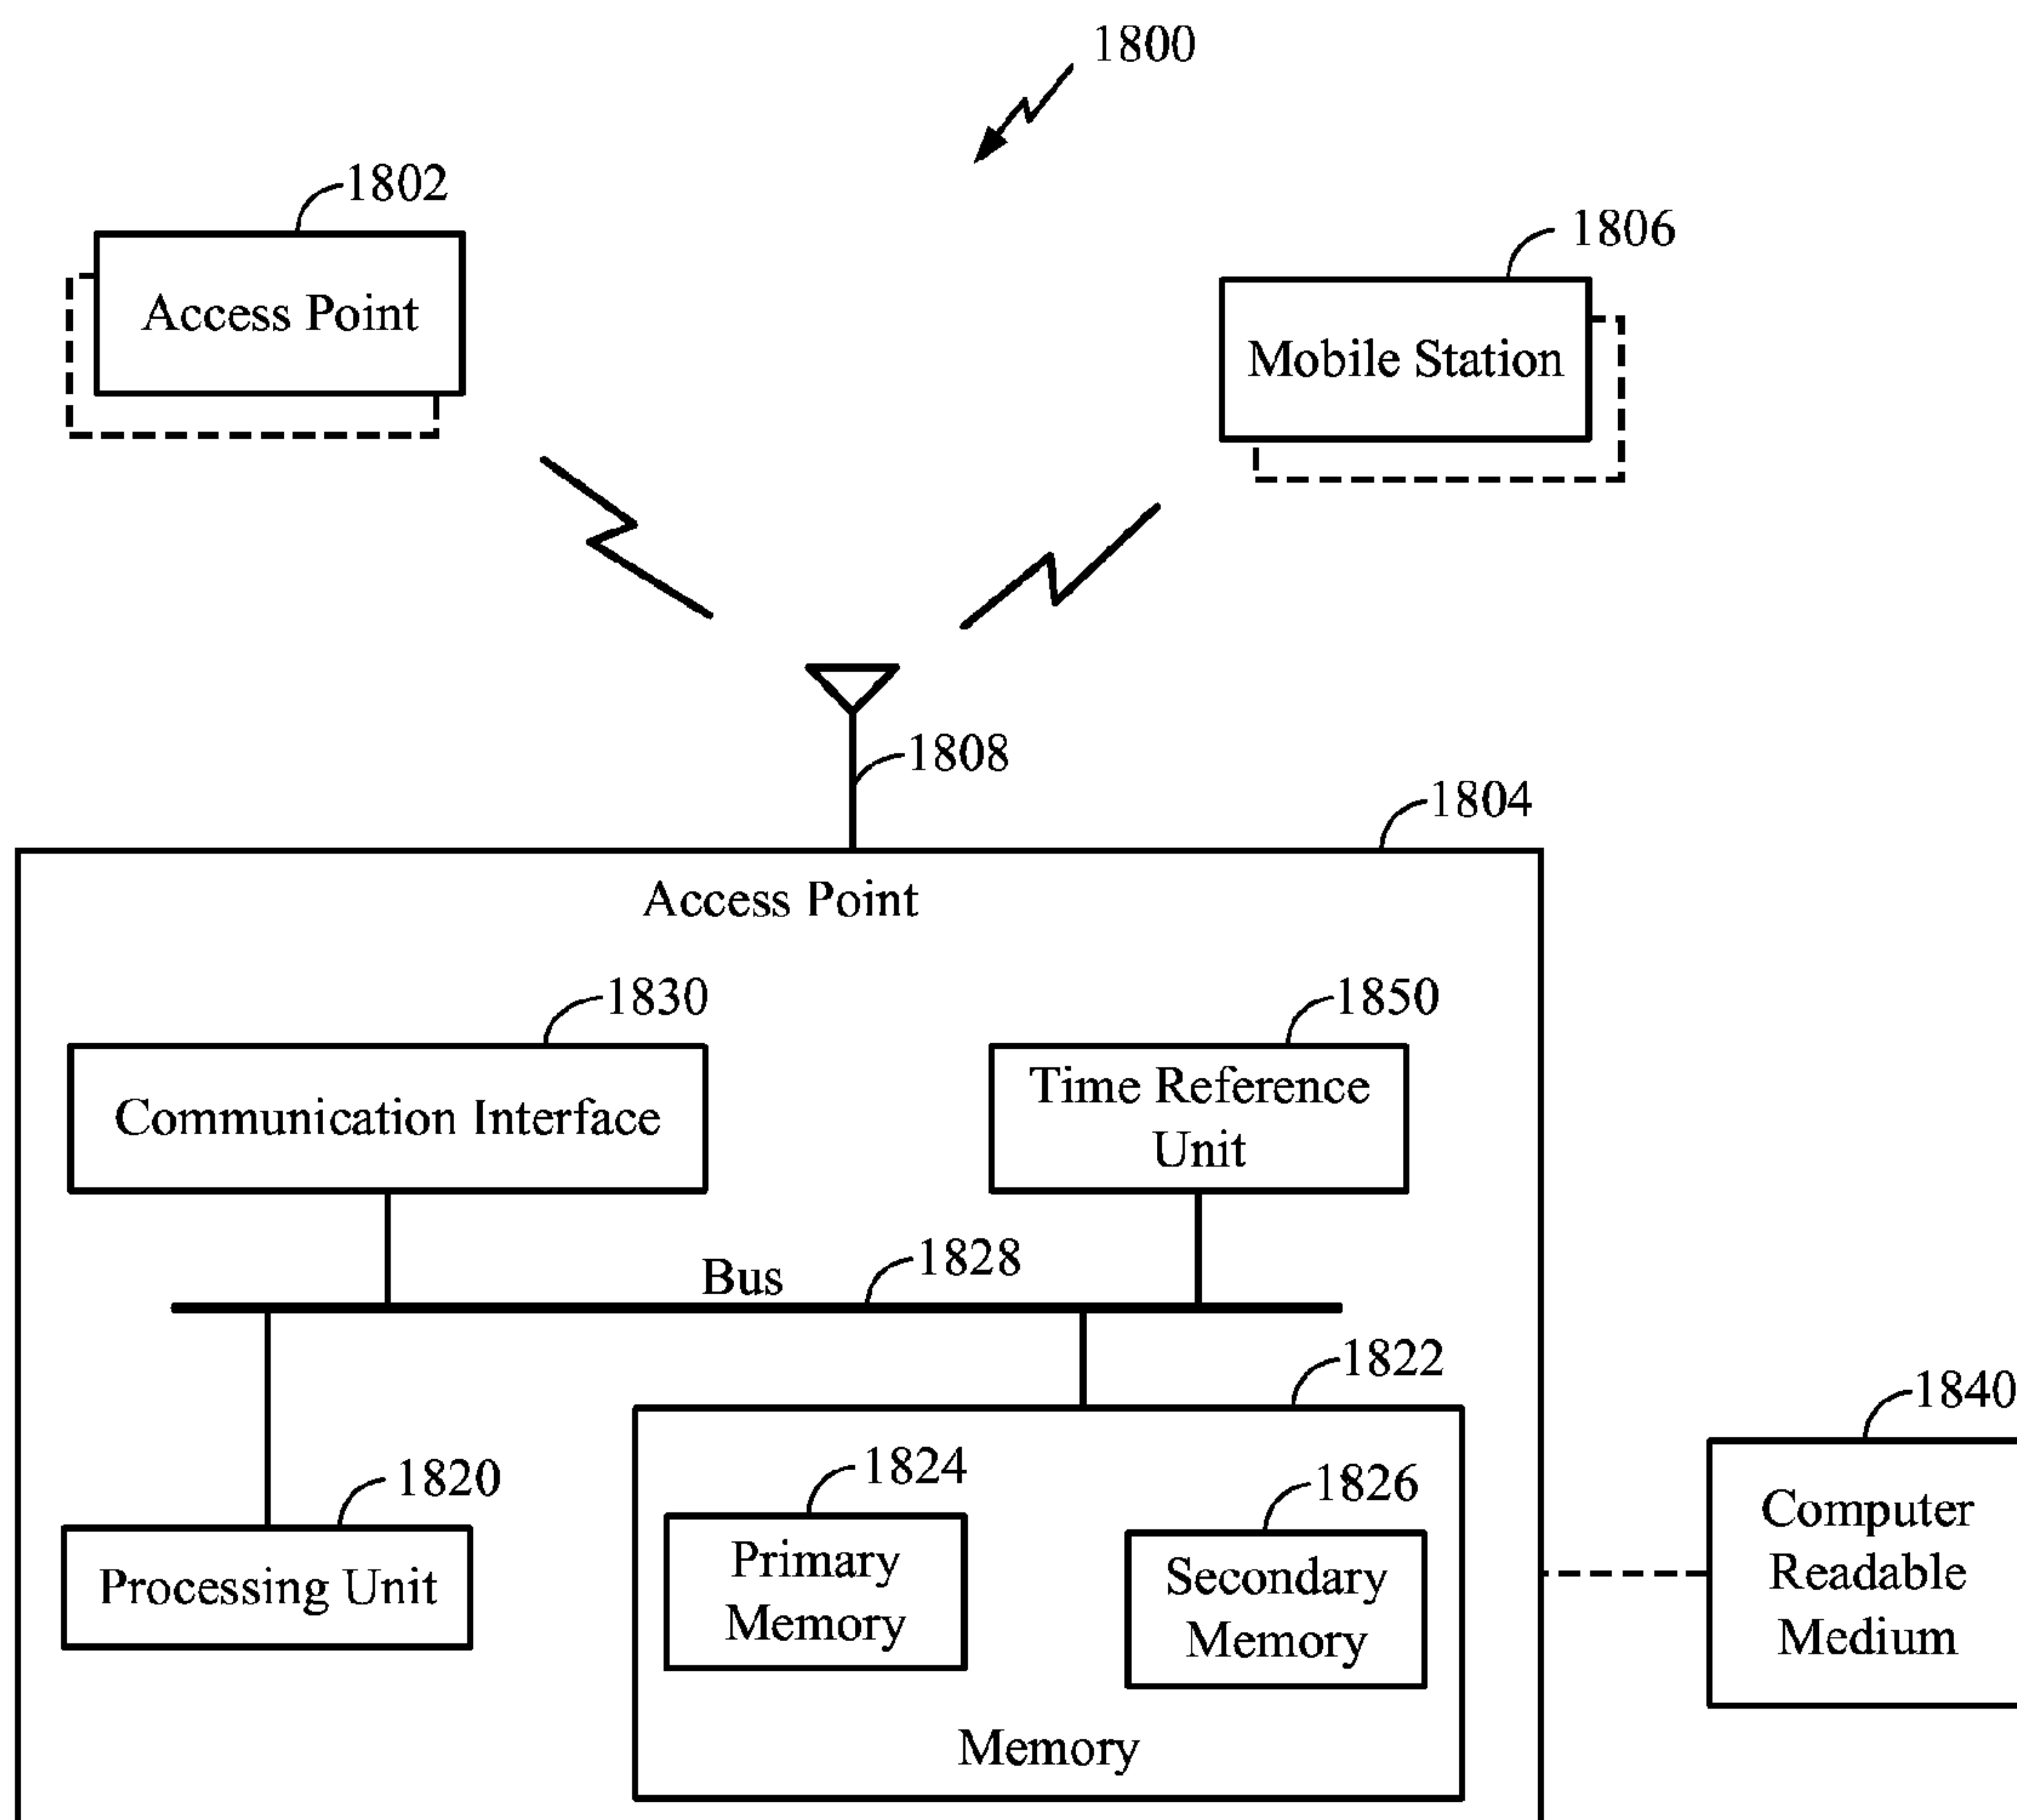 1800
1802
Access Point
1806
Mobile Station
1808
1804
Access Point
1830
Communication Interface
1850
Time Reference
Unit
Bus
1828
1822
1820
Processing Unit
1824
Primary
Memory
1826
Secondary
Memory
Memory
1840
Computer
Readable
Medium